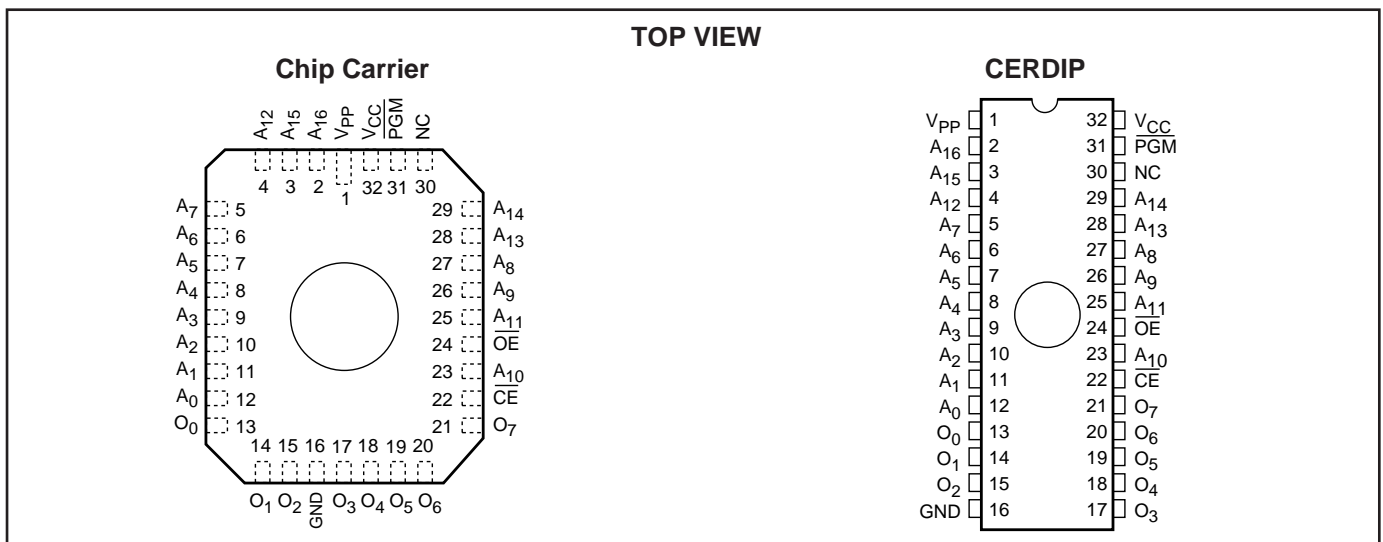 TOP VIEW
Chip Carrier
A12 A15 A16 VPP VCC PGM NC
4 3 2 1 32 31 30
A7 5 29 A14
A6 6 28 A13
A5 7 27 A8
A4 8 26 A9
A3 9 25 A11
A2 10 24 OE
A1 11 23 A10
A0 12 22 CE
O0 13 21 O7
14 15 16 17 18 19 20
O1 O2 GND O3 O4 O5 O6
CERDIP
VPP 1 32 VCC
A16 2 31 PGM
A15 3 30 NC
A12 4 29 A14
A7 5 28 A13
A6 6 27 A8
A5 7 26 A9
A4 8 25 A11
A3 9 24 OE
A2 10 23 A10
A1 11 22 CE
A0 12 21 O7
O0 13 20 O6
O1 14 19 O5
O2 15 18 O4
GND 16 17 O3